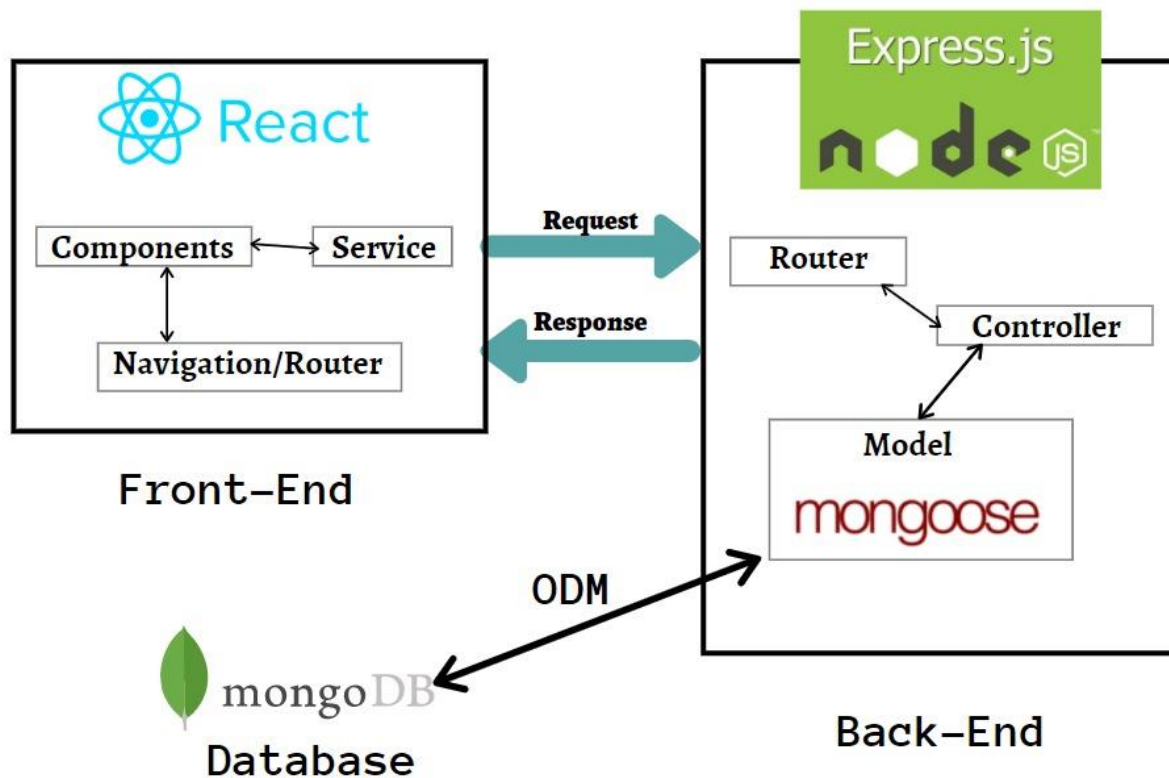 React
Components
Service
Navigation/Router
Front-End
Request
Response
Express.js
node
JS
™
Router
Controller
Model
mongoose
Back-End
ODM
mongoDB
Database